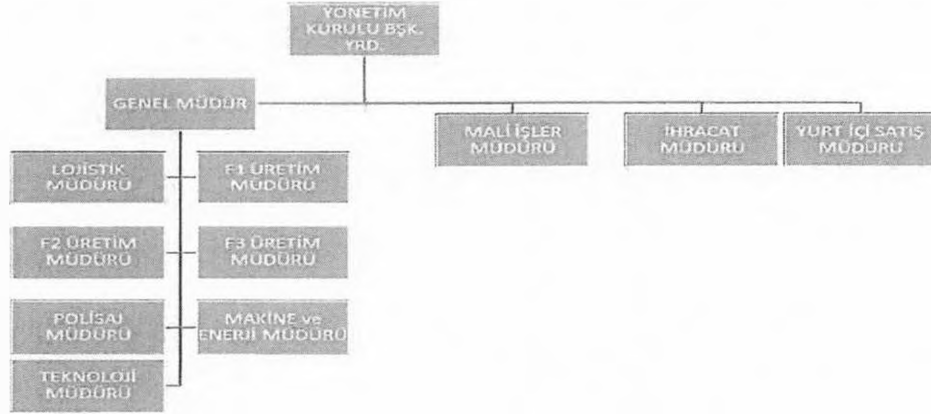 YÖNETİM
KURULU BŞK.
YRD.
GENEL MÜDÜR
MALİ İŞLER
MÜDÜRÜ
İHRACAT
MÜDÜRÜ
YURT İÇİ SATIŞ
MÜDÜRÜ
LOJİSTİK
MÜDÜRÜ
F1 ÜRETİM
MÜDÜRÜ
F2 ÜRETİM
MÜDÜRÜ
F3 ÜRETİM
MÜDÜRÜ
POLİSAJ
MÜDÜRÜ
MAKİNE ve
ENERJİ MÜDÜRÜ
TEKNOLOJİ
MÜDÜRÜ